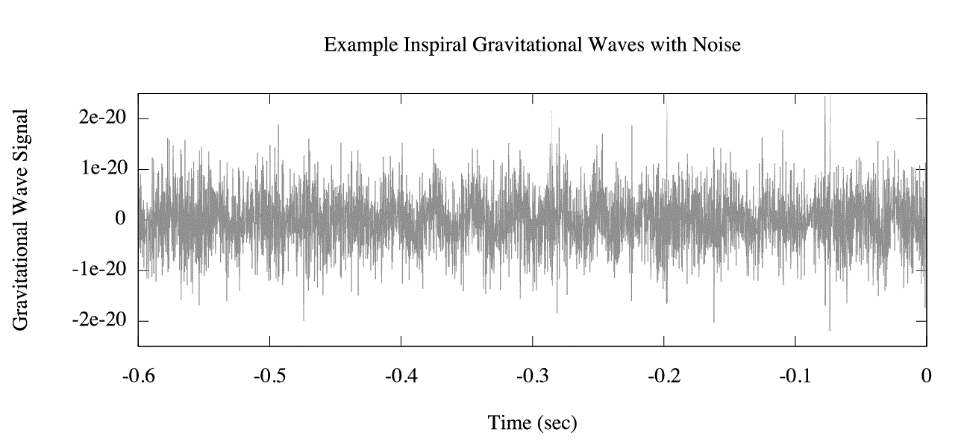 Example Inspiral Gravitational Waves with Noise
Gravitational Wave Signal
2e-20
1e-20
0
-1e-20
-2e-20
-0.6 -0.5 -0.4 -0.3 -0.2 -0.1 0
Time (sec)